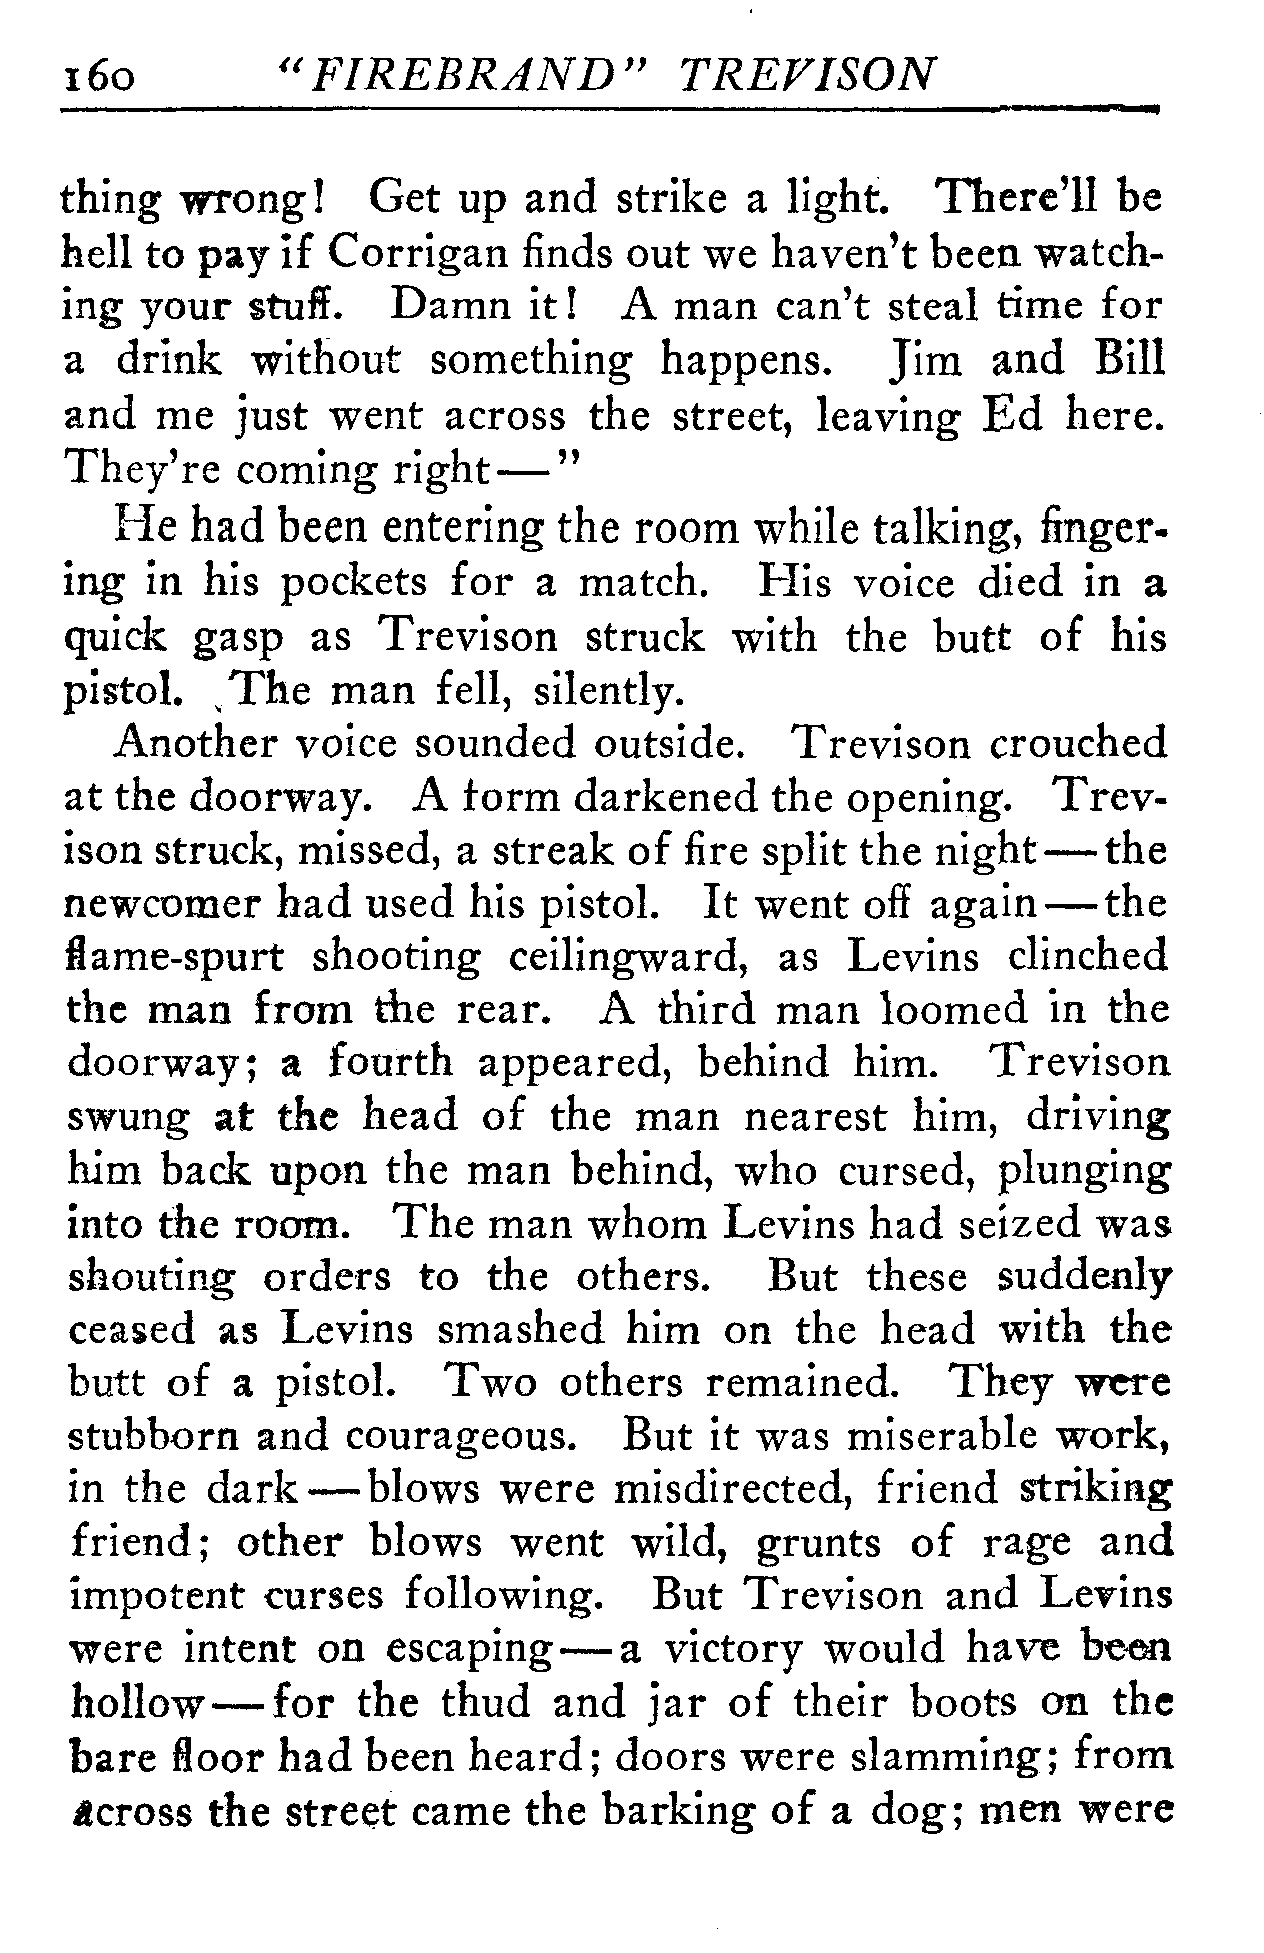 160 "FIREBRAND" TREVISON
thing wrong! Get up and strike a light. There'll be
hell to pay if Corrigan finds out we haven't been watch-
ing your stuff. Damn it! A man can't steal time for
a drink without something happens. Jim and Bill
and me just went across the street, leaving Ed here.
They're coming right—"
He had been entering the room while talking, finger-
ing in his pockets for a match. His voice died in a
quick gasp as Trevison struck with the butt of his
pistol. The man fell, silently.
Another voice sounded outside. Trevison crouched
at the doorway. A form darkened the opening. Trev-
ison struck, missed, a streak of fire split the night—the
newcomer had used his pistol. It went off again—the
flame-spurt shooting ceilingward, as Levins clinched
the man from the rear. A third man loomed in the
doorway; a fourth appeared, behind him. Trevison
swung at the head of the man nearest him, driving
him back upon the man behind, who cursed, plunging
into the room. The man whom Levins had seized was
shouting orders to the others. But these suddenly
ceased as Levins smashed him on the head with the
butt of a pistol. Two others remained. They were
stubborn and courageous. But it was miserable work,
in the dark—blows were misdirected, friend striking
friend; other blows went wild, grunts of rage and
impotent curses following. But Trevison and Levins
were intent on escaping—a victory would have been
hollow—for the thud and jar of their boots on the
bare floor had been heard; doors were slamming; from
across the street came the barking of a dog; men were